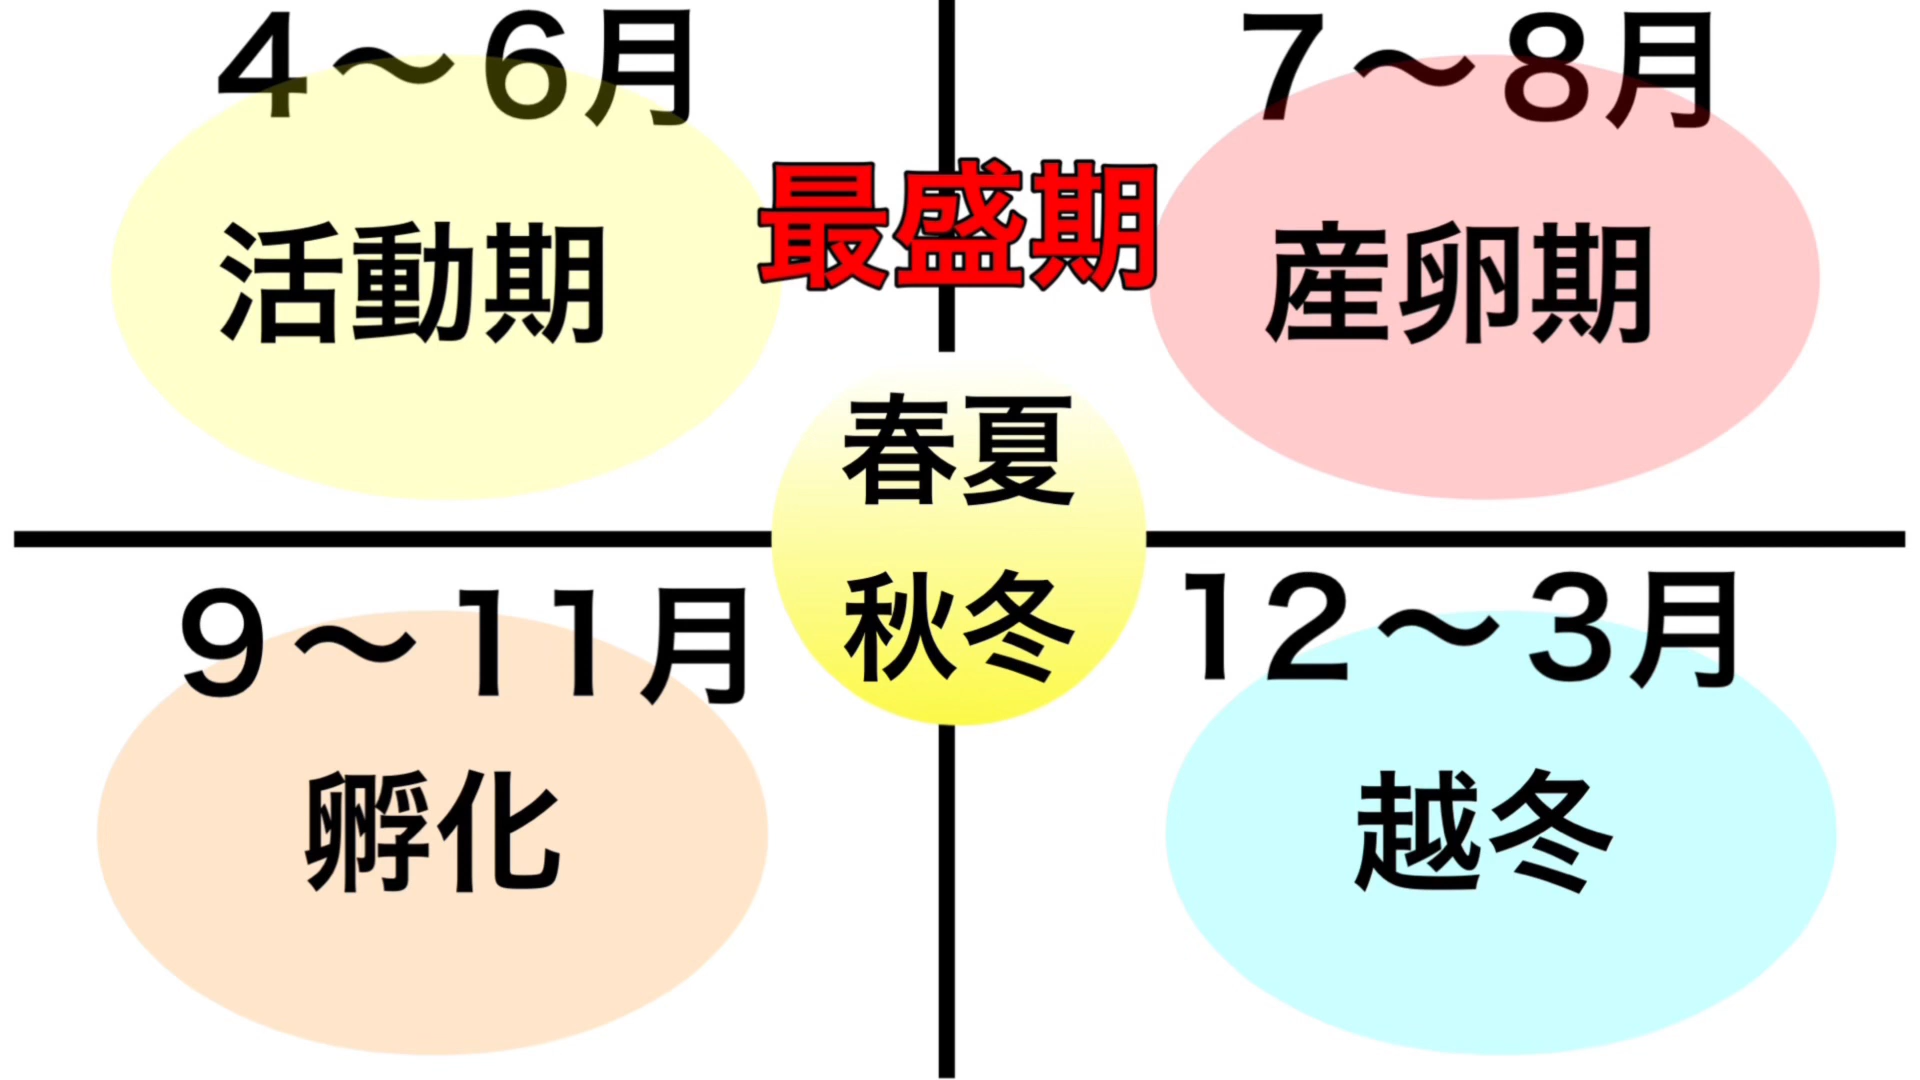 ４〜６月
活動期
最盛期
７〜８月
産卵期
春夏
秋冬
９〜11月
孵化
12〜３月
越冬